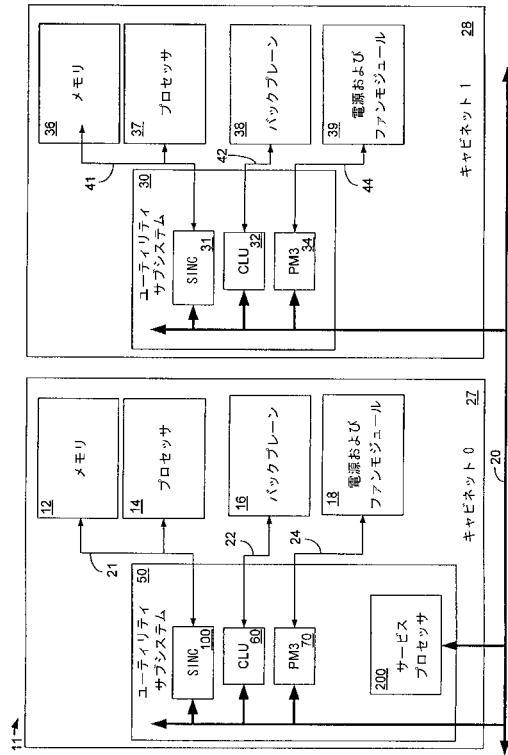 11
キャビネット 0
27
50
ユーティリティ
サブシステム
SINC
100
CLU
60
PM3
70
200
サービス
プロセッサ
21
22
24
12
メモリ
14
プロセッサ
16
バックプレーン
18
電源および
ファンモジュール
20
キャビネット 1
28
30
ユーティリティ
サブシステム
SINC
31
CLU
32
PM3
34
41
42
44
36
メモリ
37
プロセッサ
38
バックプレーン
39
電源および
ファンモジュール